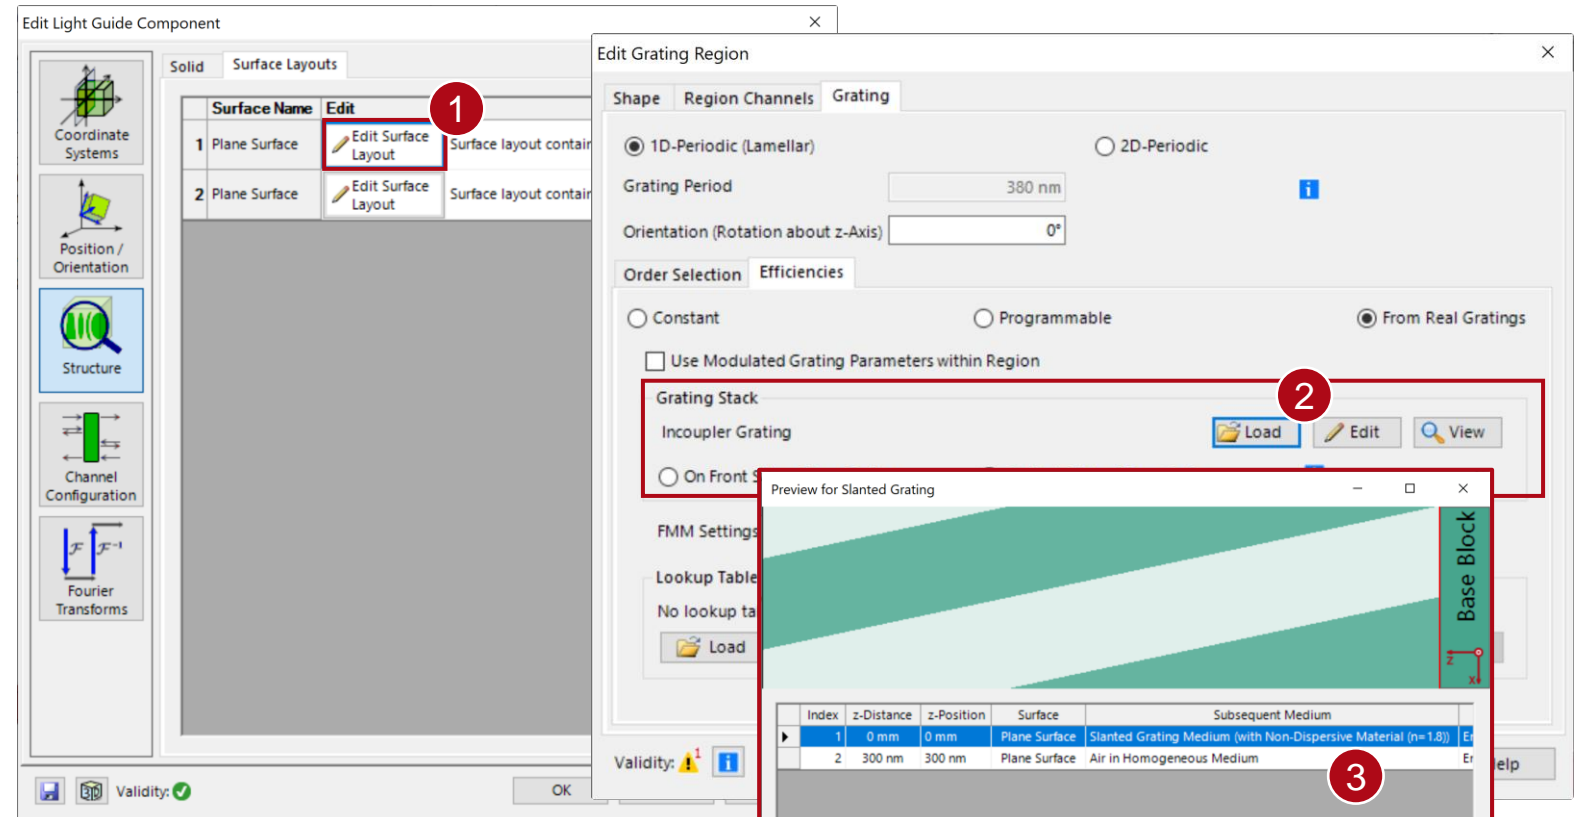 Edit Light Guide Component
Coordinate
Systems
Position /
Orientation
Structure
Channel
Configuration
Fourier
Transforms
Solid
Surface Layouts
Surface Name
Edit
1
1
Plane Surface
Edit Surface
Layout
Surface layout contain
2
Plane Surface
Edit Surface
Layout
Surface layout contain
3D
Validity:
OK
Edit Grating Region
Shape
Region Channels
Grating
1D-Periodic (Lamellar)
2D-Periodic
Grating Period
380 nm
i
Orientation (Rotation about z-Axis)
0°
Order Selection
Efficiencies
Constant
Programmable
From Real Gratings
Use Modulated Grating Parameters within Region
Grating Stack
2
Incoupler Grating
Load
Edit
View
On Front S
FMM Settings
Lookup Table
No lookup ta
Load
Validity:
1
i
elp
Preview for Slanted Grating
Base Block
z
x
Index
z-Distance
z-Position
Surface
Subsequent Medium
1
0 mm
0 mm
Plane Surface
Slanted Grating Medium (with Non-Dispersive Material (n=1.8))
2
300 nm
300 nm
Plane Surface
Air in Homogeneous Medium
3